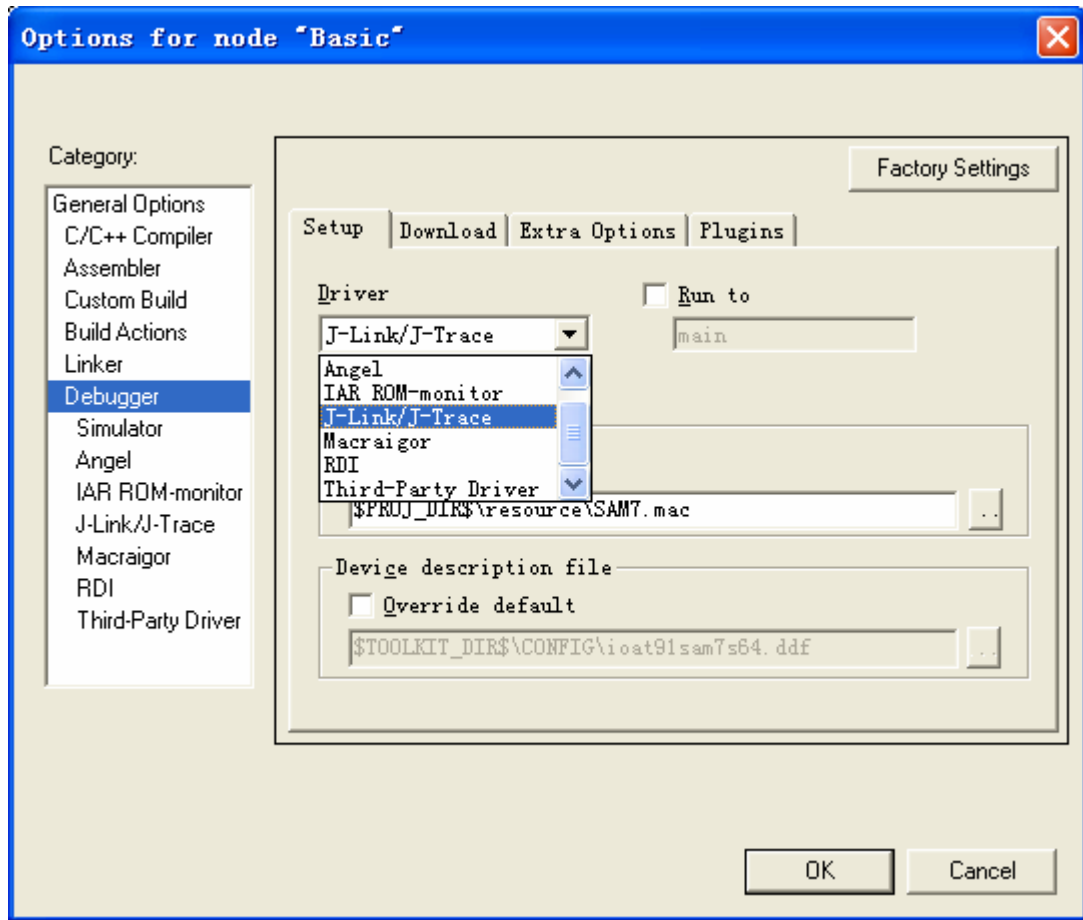 Options for node "Basic"
Category:
General Options
C/C++ Compiler
Assembler
Custom Build
Build Actions
Linker
Debugger
Simulator
Angel
IAR ROM-monitor
J-Link/J-Trace
Macraigor
RDI
Third-Party Driver
Factory Settings
Setup Download Extra Options Plugins
Driver
J-Link/J-Trace
Angel
IAR ROM-monitor
J-Link/J-Trace
Macraigor
RDI
Third-Party Driver
Run to
main
$PROJ_DIR$\resource\SAM7.mac
..
Device description file
Override default
$TOOLKIT_DIR$\CONFIG\ioat91sam7s64.ddf
...
OK Cancel